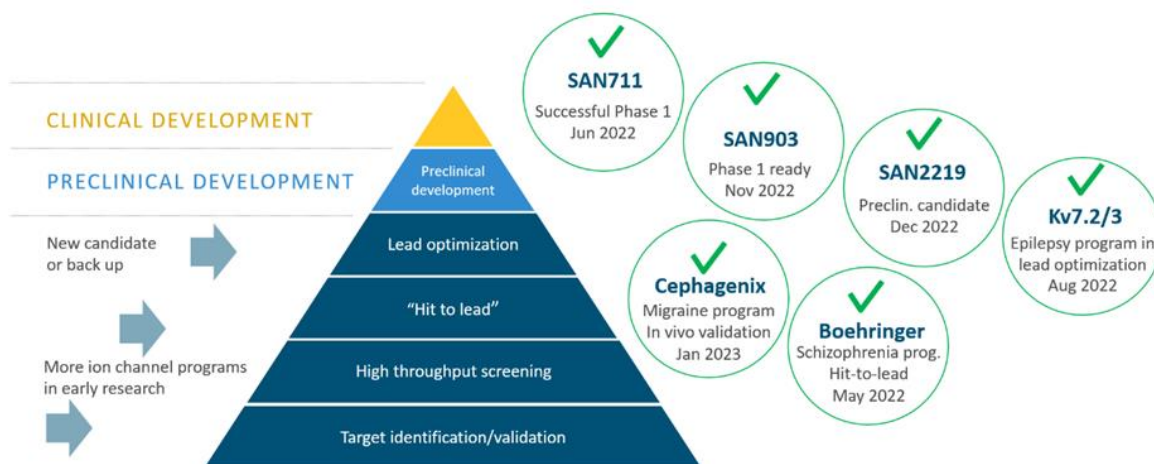 CLINICAL DEVELOPMENT
PRECLINICAL DEVELOPMENT
New candidate
or back up
More ion channel programs
in early research
Preclinical
development
Lead optimization
“Hit to lead”
High throughput screening
Target identification/validation
SAN711
Successful Phase 1
Jun 2022
SAN903
Phase 1 ready
Nov 2022
SAN2219
Preclin. candidate
Dec 2022
Kv7.2/3
Epilepsy program in
lead optimization
Aug 2022
Cephagenix
Migraine program
In vivo validation
Jan 2023
Boehringer
Schizophrenia prog.
Hit-to-lead
May 2022